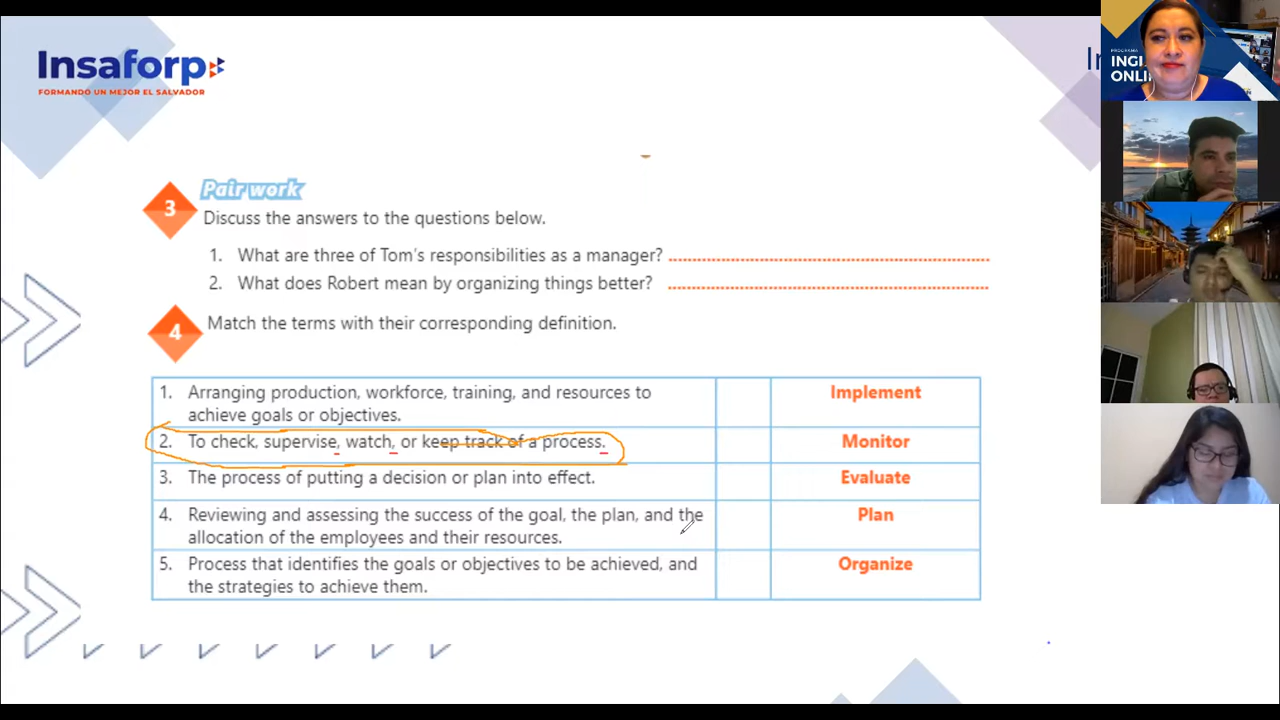 Insaforp
FORMANDO UN MEJOR EL SALVADOR
PROGRAMA
3
Pair work
Discuss the answers to the questions below.
1. What are three of Tom's responsibilities as a manager?
2. What does Robert mean by organizing things better?
4
Match the terms with their corresponding definition.
1. Arranging production, workforce, training, and resources to
achieve goals or objectives.
Implement
2. To check, supervise, watch, or keep track of a process.
Monitor
3. The process of putting a decision or plan into effect.
Evaluate
4. Reviewing and assessing the success of the goal, the plan, and the
allocation of the employees and their resources.
Plan
5. Process that identifies the goals or objectives to be achieved, and
the strategies to achieve them.
Organize